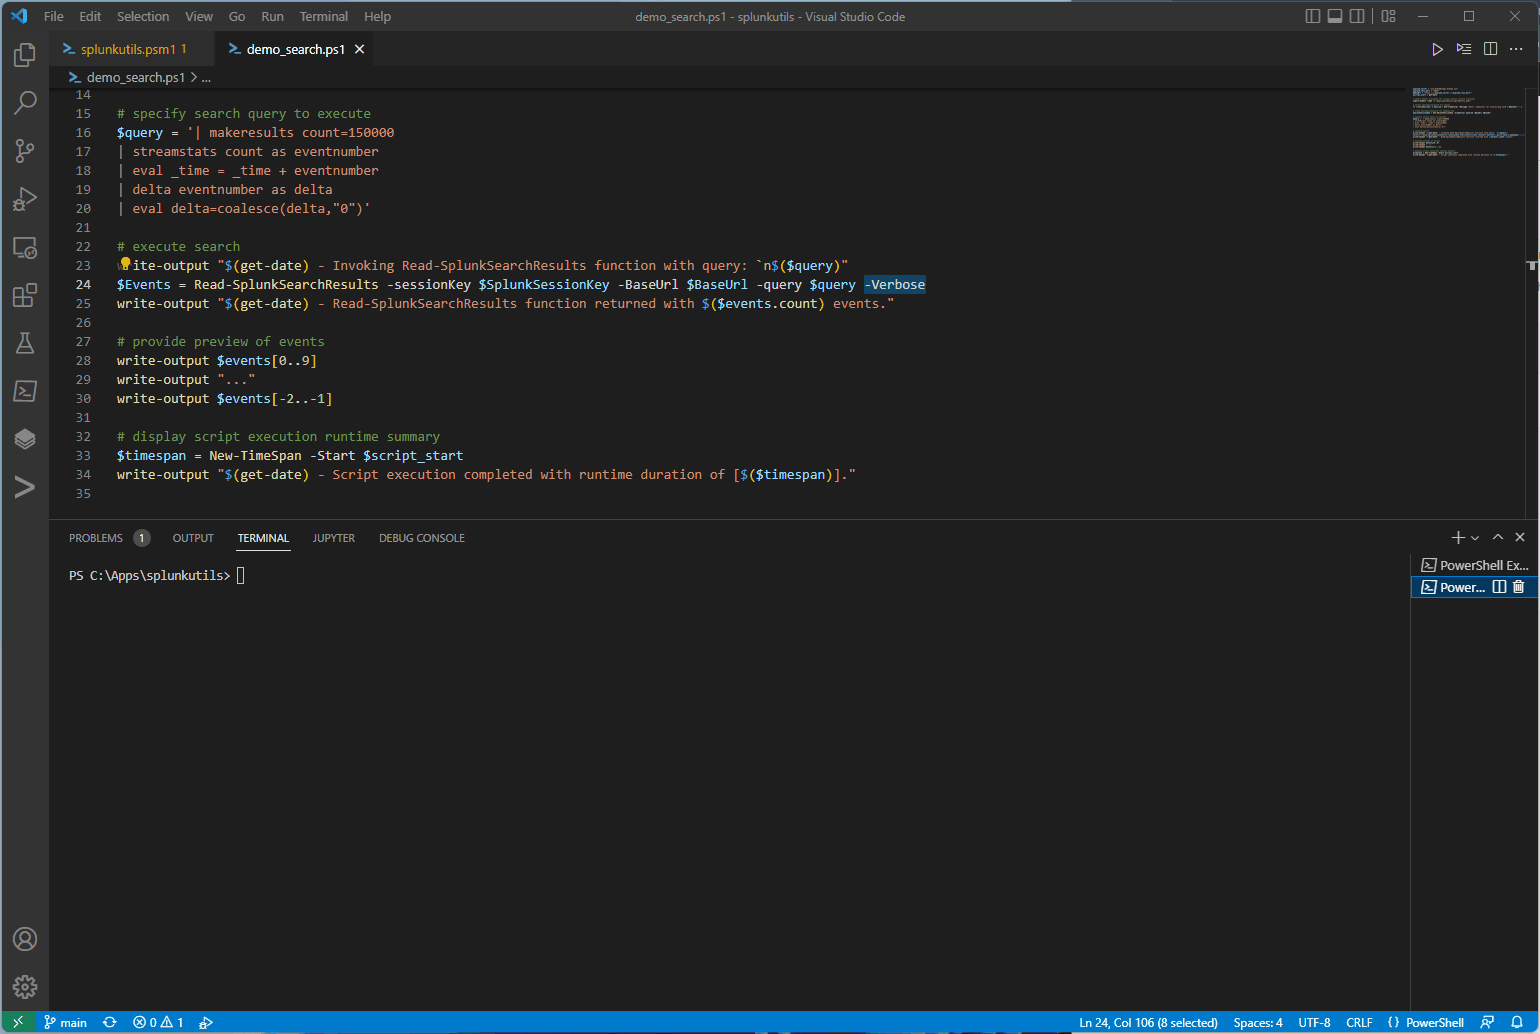 File Edit Selection View Go Run Terminal Help demo_search.ps1 - splunkutils - Visual Studio Code
splunkutils.psm1 1 demo_search.ps1
demo_search.ps1 > ...
14
15 # specify search query to execute
16 $query = '| makeresults count=150000
17 | streamstats count as eventnumber
18 | eval _time = _time + eventnumber
19 | delta eventnumber as delta
20 | eval delta=coalesce(delta,"0")'
21
22 # execute search
23 write-output "$(get-date) - Invoking Read-SplunkSearchResults function with query: `n$($query)"
24 $Events = Read-SplunkSearchResults -sessionKey $SplunkSessionKey -BaseUrl $BaseUrl -query $query -Verbose
25 write-output "$(get-date) - Read-SplunkSearchResults function returned with $($events.count) events."
26
27 # provide preview of events
28 write-output $events[0..9]
29 write-output "..."
30 write-output $events[-2..-1]
31
32 # display script execution runtime summary
33 $timespan = New-TimeSpan -Start $script_start
34 write-output "$(get-date) - Script execution completed with runtime duration of [$($timespan)]."
35
PROBLEMS 1 OUTPUT TERMINAL JUPYTER DEBUG CONSOLE
PS C:\Apps\splunkutils>
PowerShell Ex...
Power...
main 0 1 Ln 24, Col 106 (8 selected) Spaces: 4 UTF-8 CRLF {} PowerShell